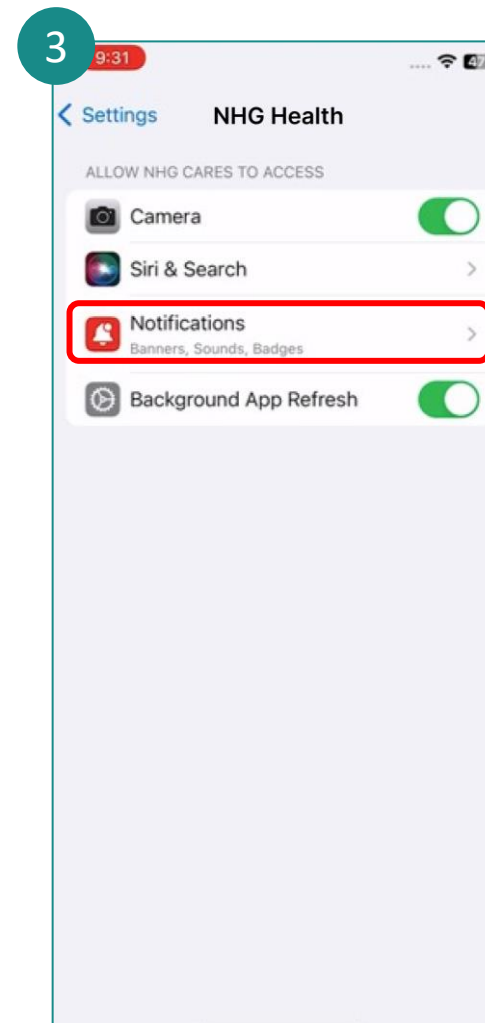 3
9:31
Settings
NHG Health
ALLOW NHG CARES TO ACCESS
Camera
Siri & Search
Notifications
Banners, Sounds, Badges
Background App Refresh